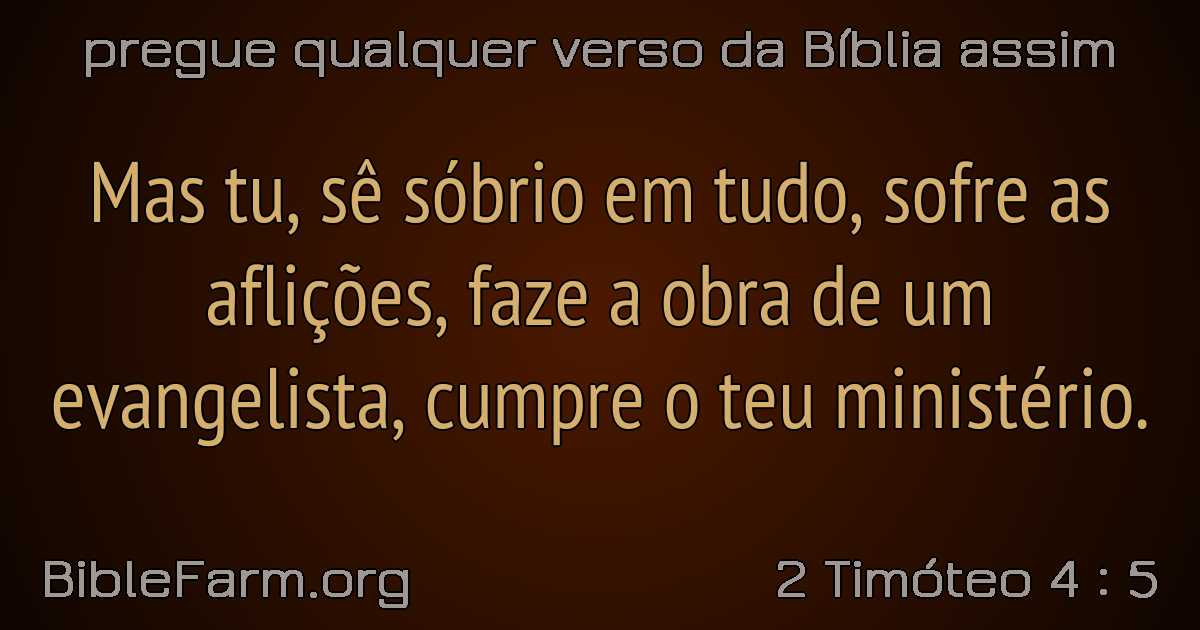 pregue qualquer verso da Bíblia assim
Mas tu, sê sóbrio em tudo, sofre as
aflições, faze a obra de um
evangelista, cumpre o teu ministério.
BibleFarm.org
2 Timóteo 4 : 5